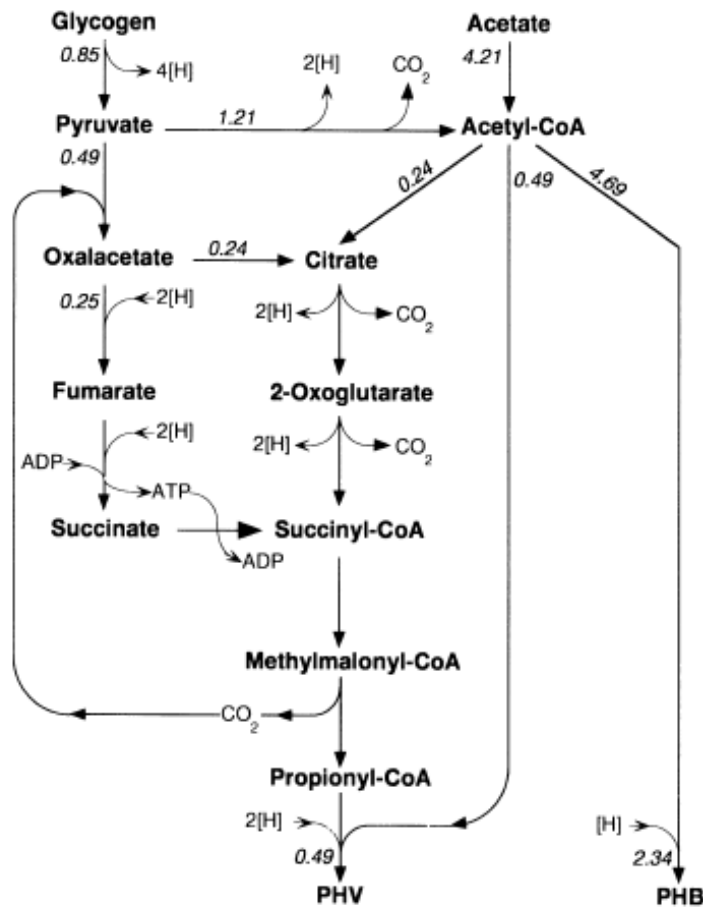 Glycogen Acetate
0.85 4[H] 2[H] CO2 4.21
Pyruvate 1.21 Acetyl-CoA
0.49 0.24 0.49 4.69
Oxalacetate 0.24 Citrate
0.25 2[H] 2[H] CO2
Fumarate 2-Oxoglutarate
2[H] 2[H] CO2
ADP ATP
Succinate Succinyl-CoA
ADP
Methylmalonyl-CoA
CO2
Propionyl-CoA
2[H] [H]
0.49 2.34
PHV PHB